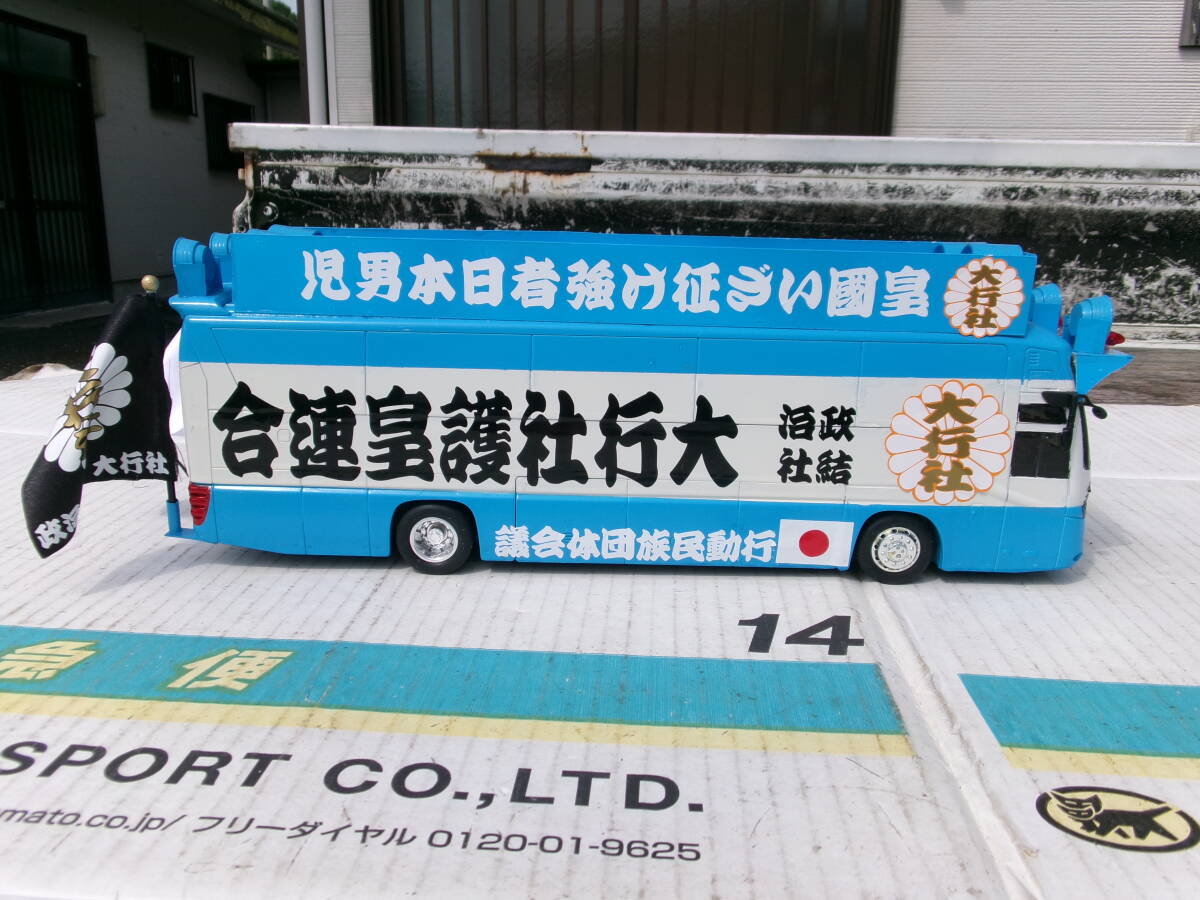 皇國いざ征け強者日本男児
大行社
大行社
政治
結社
大行社護皇連合
行動民族団体会議
大行社
14
急便
SPORT CO.,LTD.
mato.co.jp/ フリーダイヤル 0120-01-9625